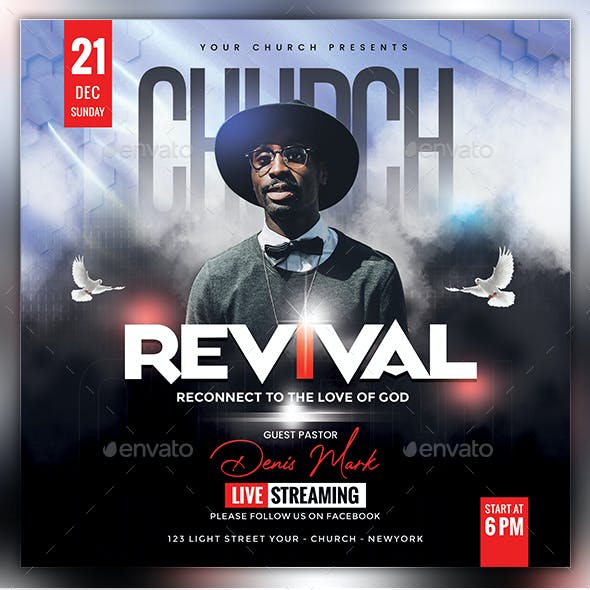 21
DEC
SUNDAY
YOUR CHURCH PRESENTS
CHURCH
envato
envato
REVIVAL
RECONNECT TO THE LOVE OF GOD
envato
envato
GUEST PASTOR
Denis Mark
LIVE STREAMING
PLEASE FOLLOW US ON FACEBOOK
123 LIGHT STREET YOUR - CHURCH - NEWYORK
START AT
6 PM